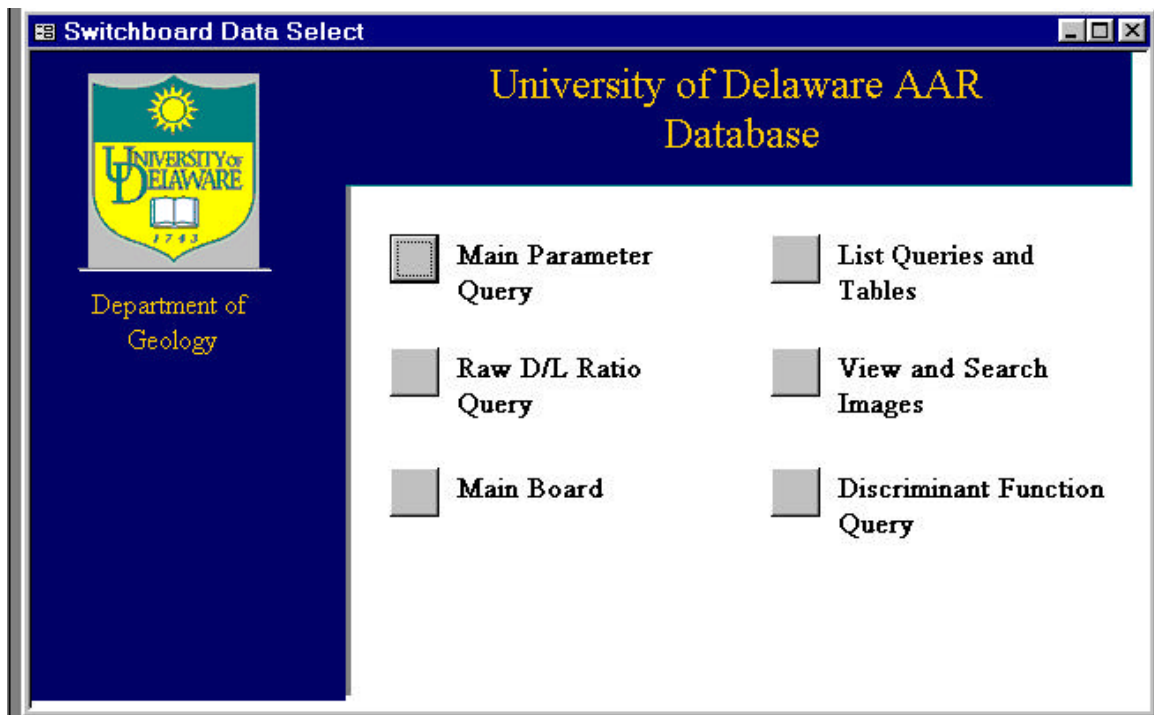 Switchboard Data Select
UNIVERSITY OF
DELAWARE
1743
Department of
Geology
University of Delaware AAR
Database
Main Parameter
Query
List Queries and
Tables
Raw D/L Ratio
Query
View and Search
Images
Main Board
Discriminant Function
Query